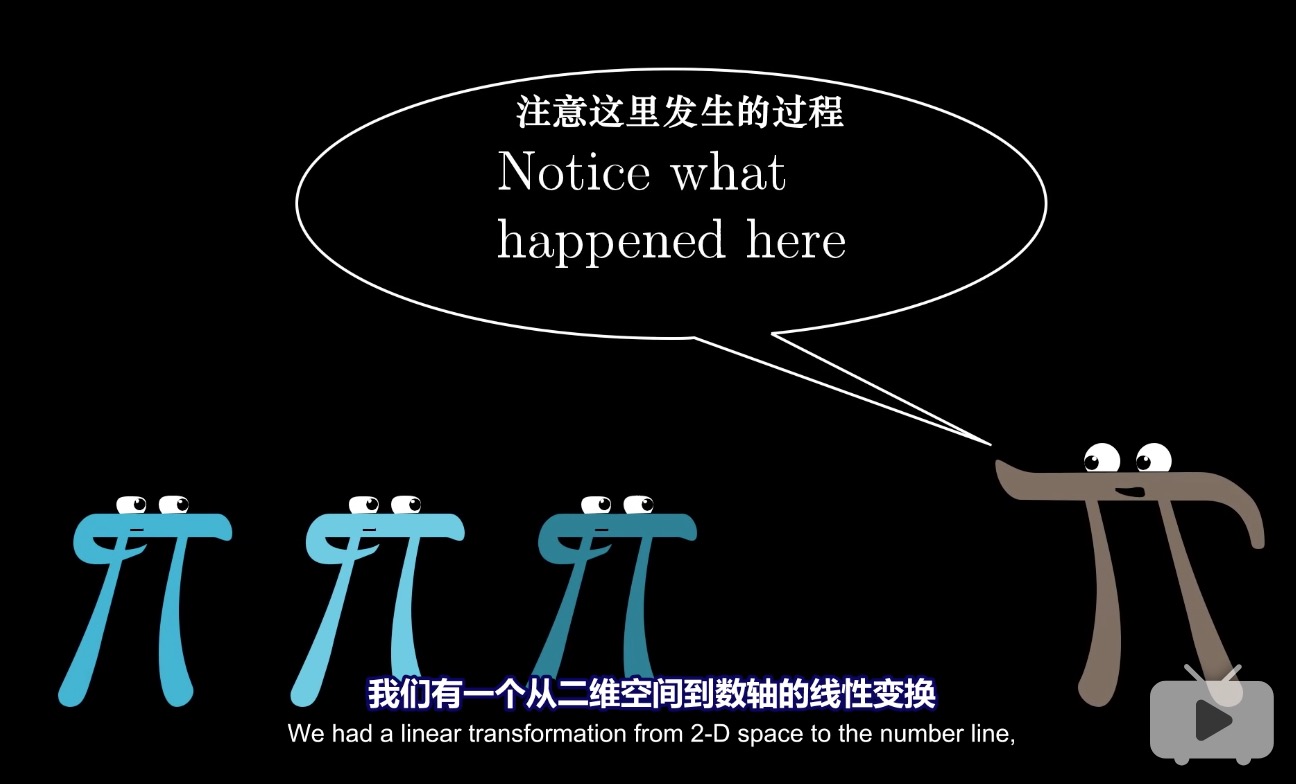 注意这里发生的过程
Notice what
happened here
我们有一个从二维空间到数轴的线性变换
We had a linear transformation from 2-D space to the number line,